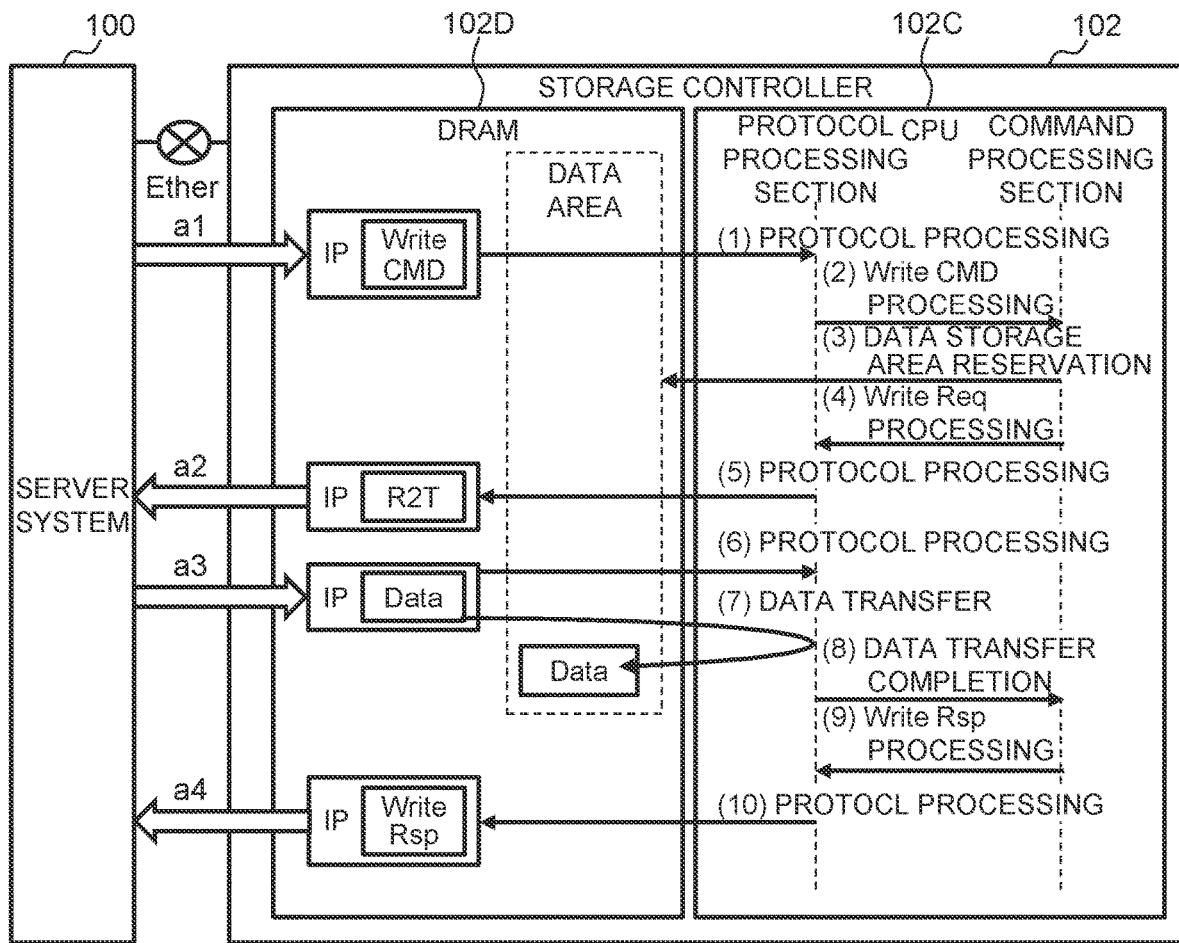 100
102D
102C
102
STORAGE CONTROLLER
DRAM
CPU
PROTOCOL
PROCESSING
SECTION
COMMAND
PROCESSING
SECTION
DATA
AREA
Ether
a1
IP
Write
CMD
(1) PROTOCOL PROCESSING
(2) Write CMD
PROCESSING
(3) DATA STORAGE
AREA RESERVATION
(4) Write Req
PROCESSING
SERVER
SYSTEM
a2
IP
R2T
(5) PROTOCOL PROCESSING
a3
IP
Data
(6) PROTOCOL PROCESSING
(7) DATA TRANSFER
Data
(8) DATA TRANSFER
COMPLETION
(9) Write Rsp
PROCESSING
a4
IP
Write
Rsp
(10) PROTOCL PROCESSING